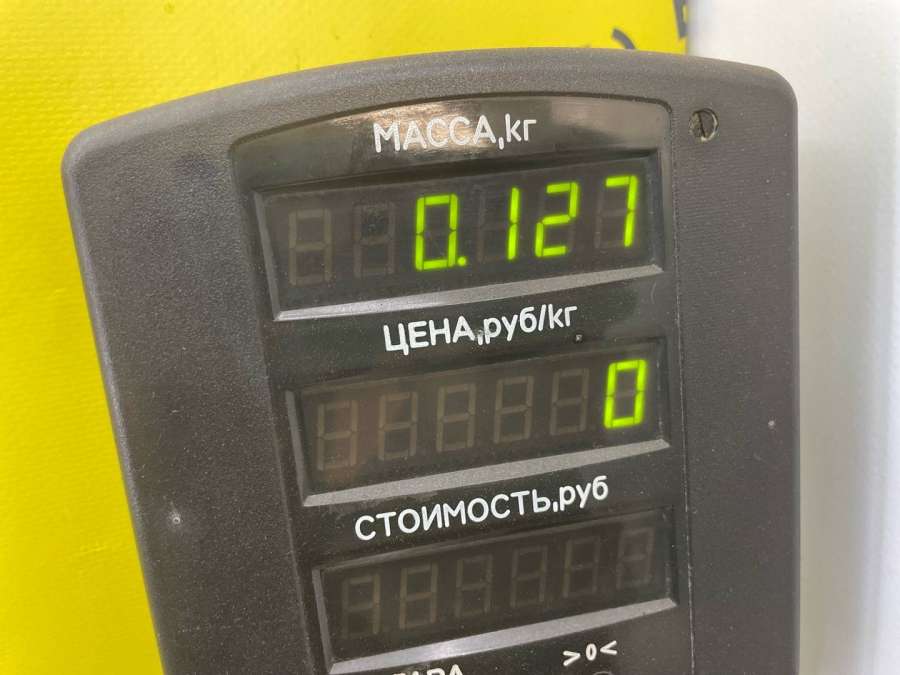 МАССА,кг
0.127
ЦЕНА,руб/кг
0
СТОИМОСТЬ,руб
>0<